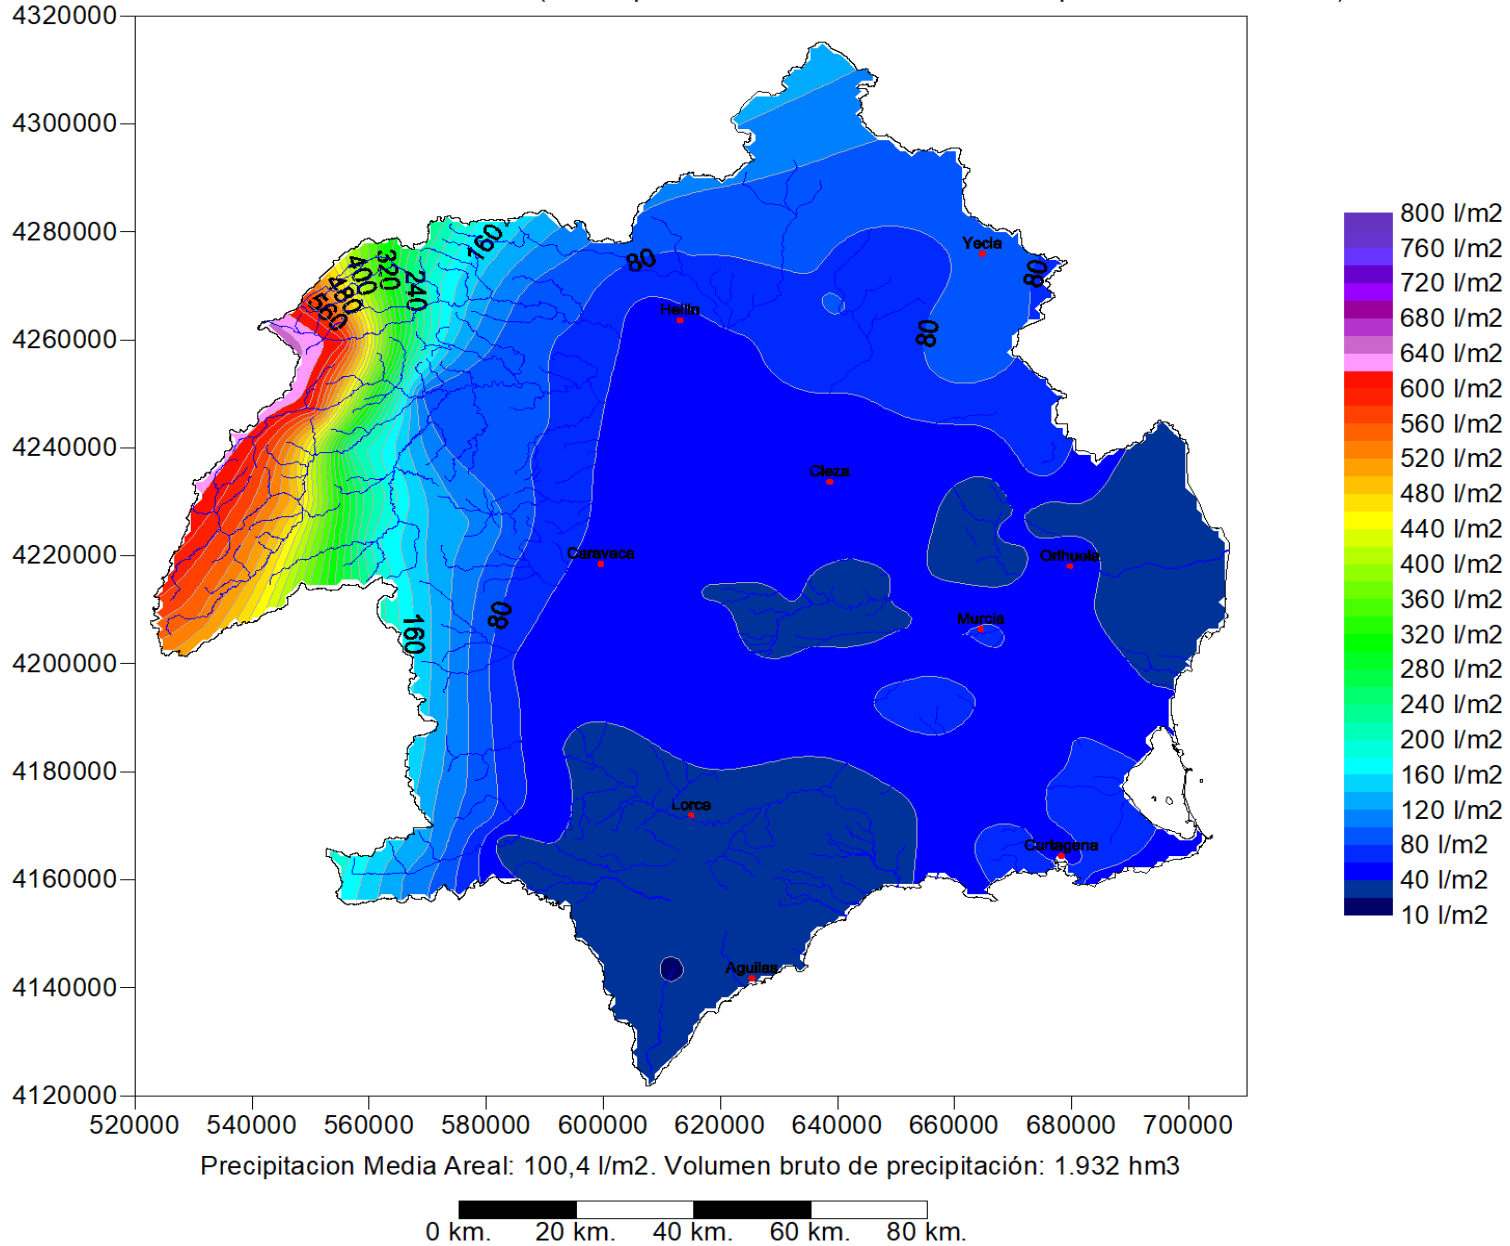 4320000
4300000
4280000
4260000
4240000
4220000
4200000
4180000
4160000
4140000
4120000
520000 540000 560000 580000 600000 620000 640000 660000 680000 700000
560
480
400
320
240
160
80
80
80
80
160
Yecla
Hellin
Cieza
Caravaca
Orihuela
Murcia
Lorca
Cartagena
Aguilas
800 l/m2
760 l/m2
720 l/m2
680 l/m2
640 l/m2
600 l/m2
560 l/m2
520 l/m2
480 l/m2
440 l/m2
400 l/m2
360 l/m2
320 l/m2
280 l/m2
240 l/m2
200 l/m2
160 l/m2
120 l/m2
80 l/m2
40 l/m2
10 l/m2
Precipitacion Media Areal: 100,4 l/m2. Volumen bruto de precipitación: 1.932 hm3
0 km. 20 km. 40 km. 60 km. 80 km.